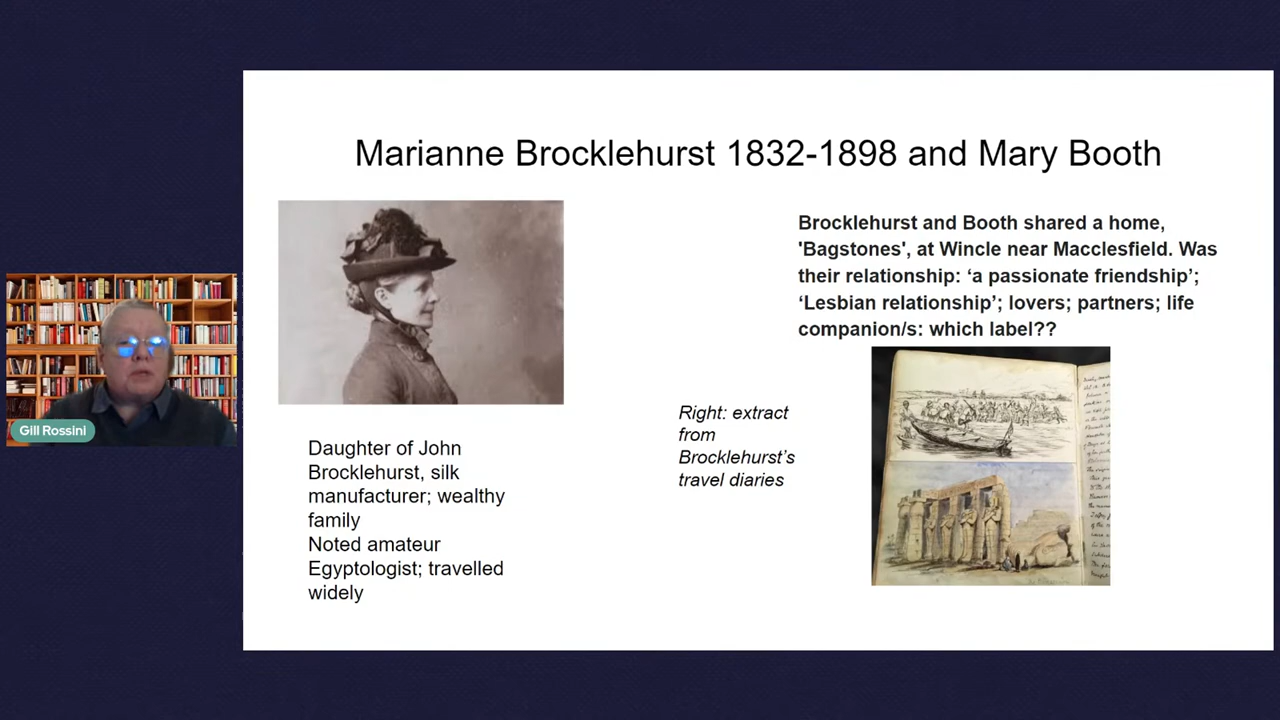 Marianne Brocklehurst 1832-1898 and Mary Booth
Brocklehurst and Booth shared a home,
'Bagstones', at Wincle near Macclesfield. Was
their relationship: ‘a passionate friendship’;
‘Lesbian relationship’; lovers; partners; life
companion/s: which label??
Right: extract
from
Brocklehurst’s
travel diaries
Daughter of John
Brocklehurst, silk
manufacturer; wealthy
family
Noted amateur
Egyptologist; travelled
widely
Gill Rossini